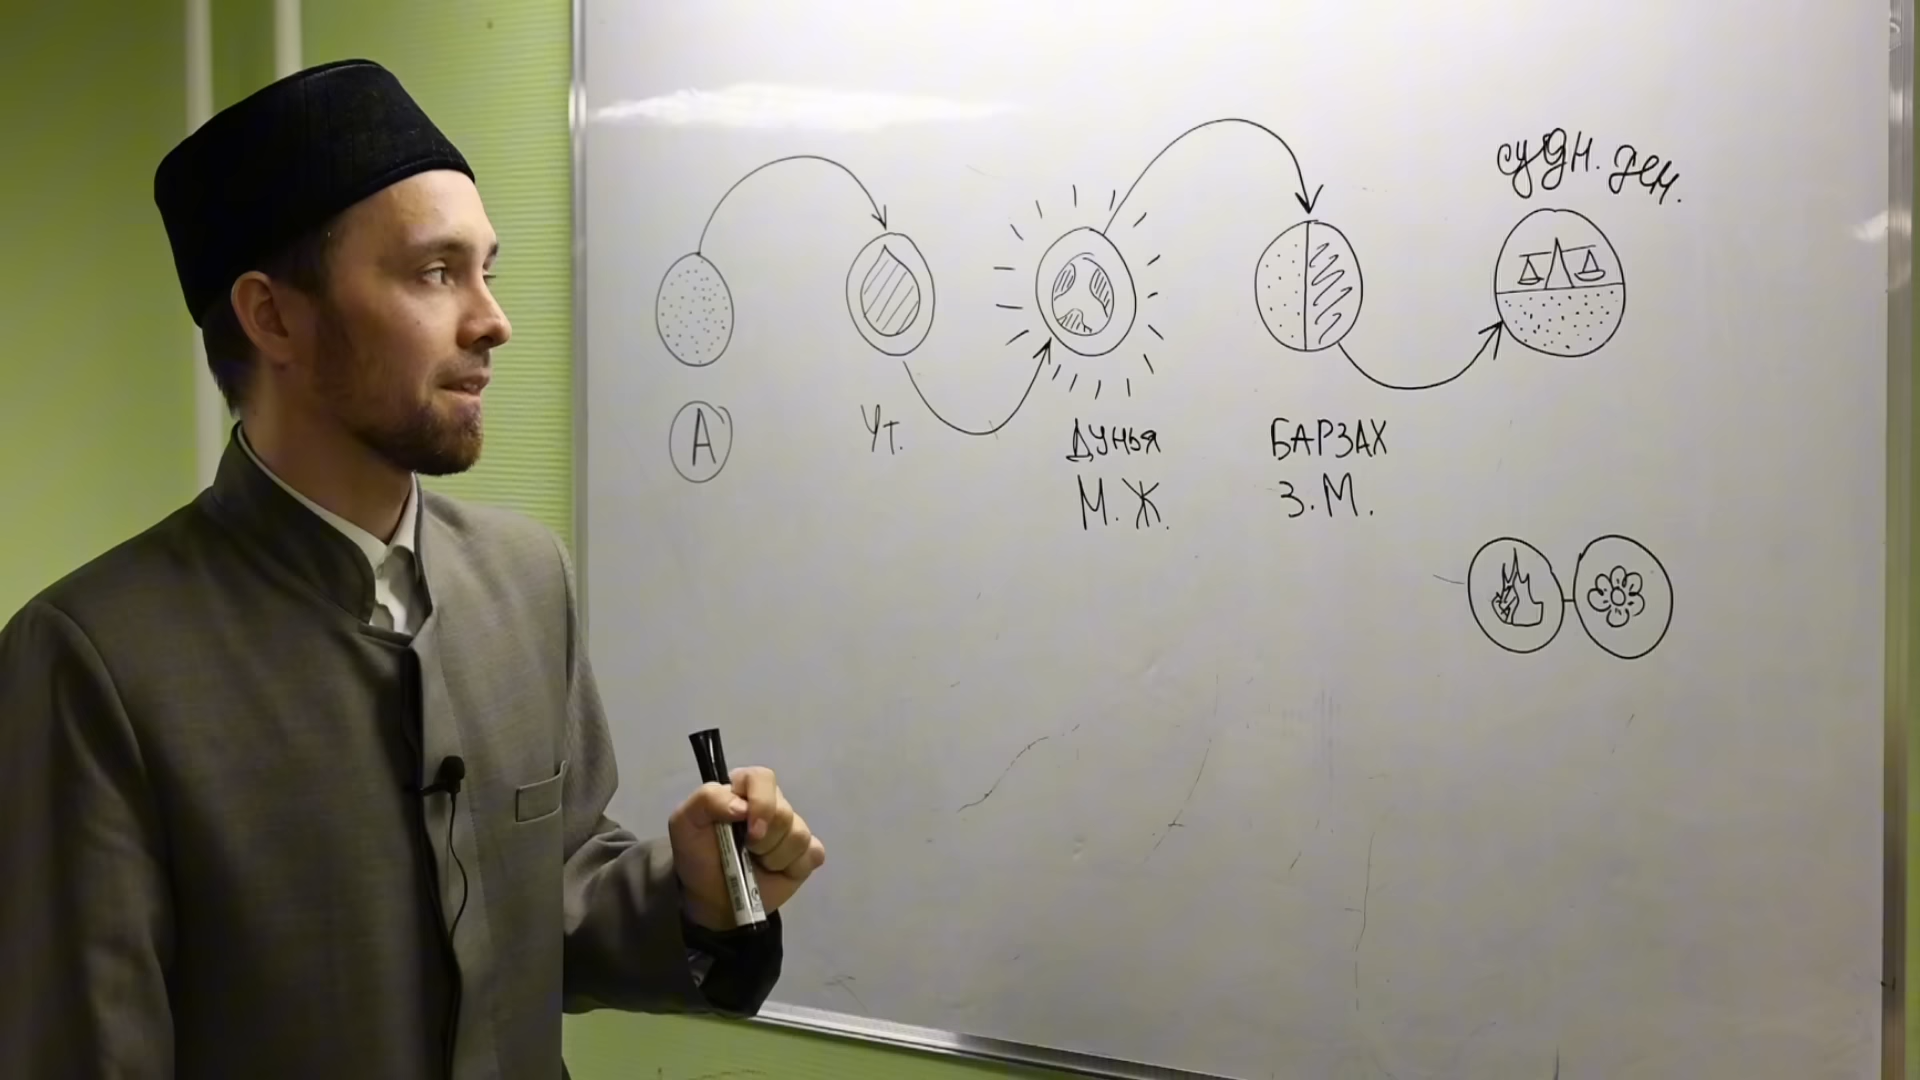 судн. ден.
А
Ут.
ДУНЬЯ
М.Ж.
БАРЗАХ
З.М.